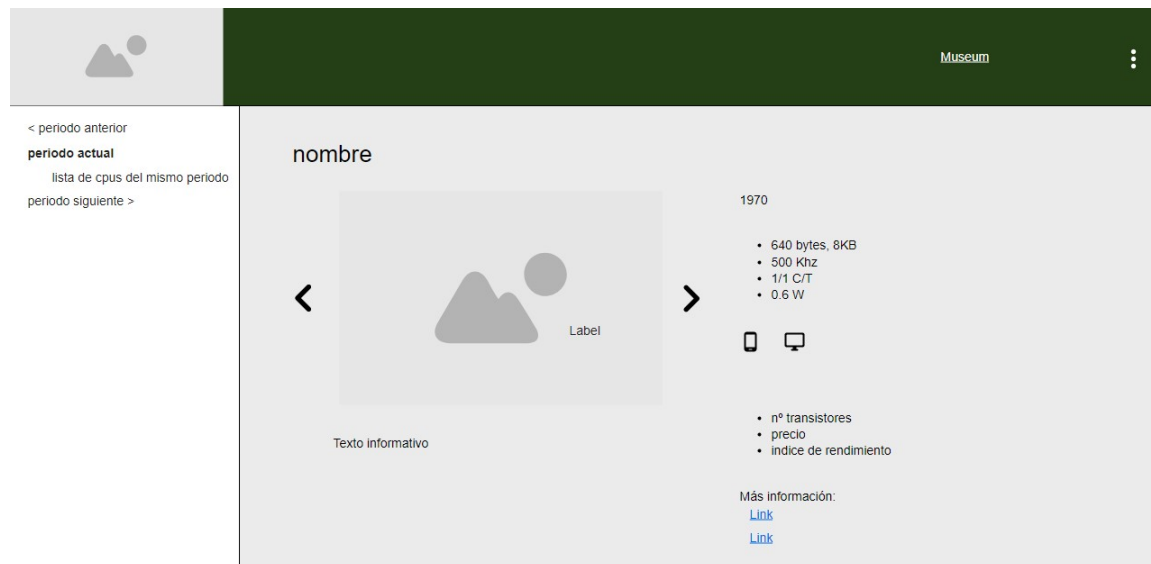 Museum
< periodo anterior
periodo actual
lista de cpus del mismo periodo
periodo siguiente >
nombre
Label
Texto informativo
1970
• 640 bytes, 8KB
• 500 Khz
• 1/1 C/T
• 0.6 W
• nº transistores
• precio
• indice de rendimiento
Más información:
Link
Link